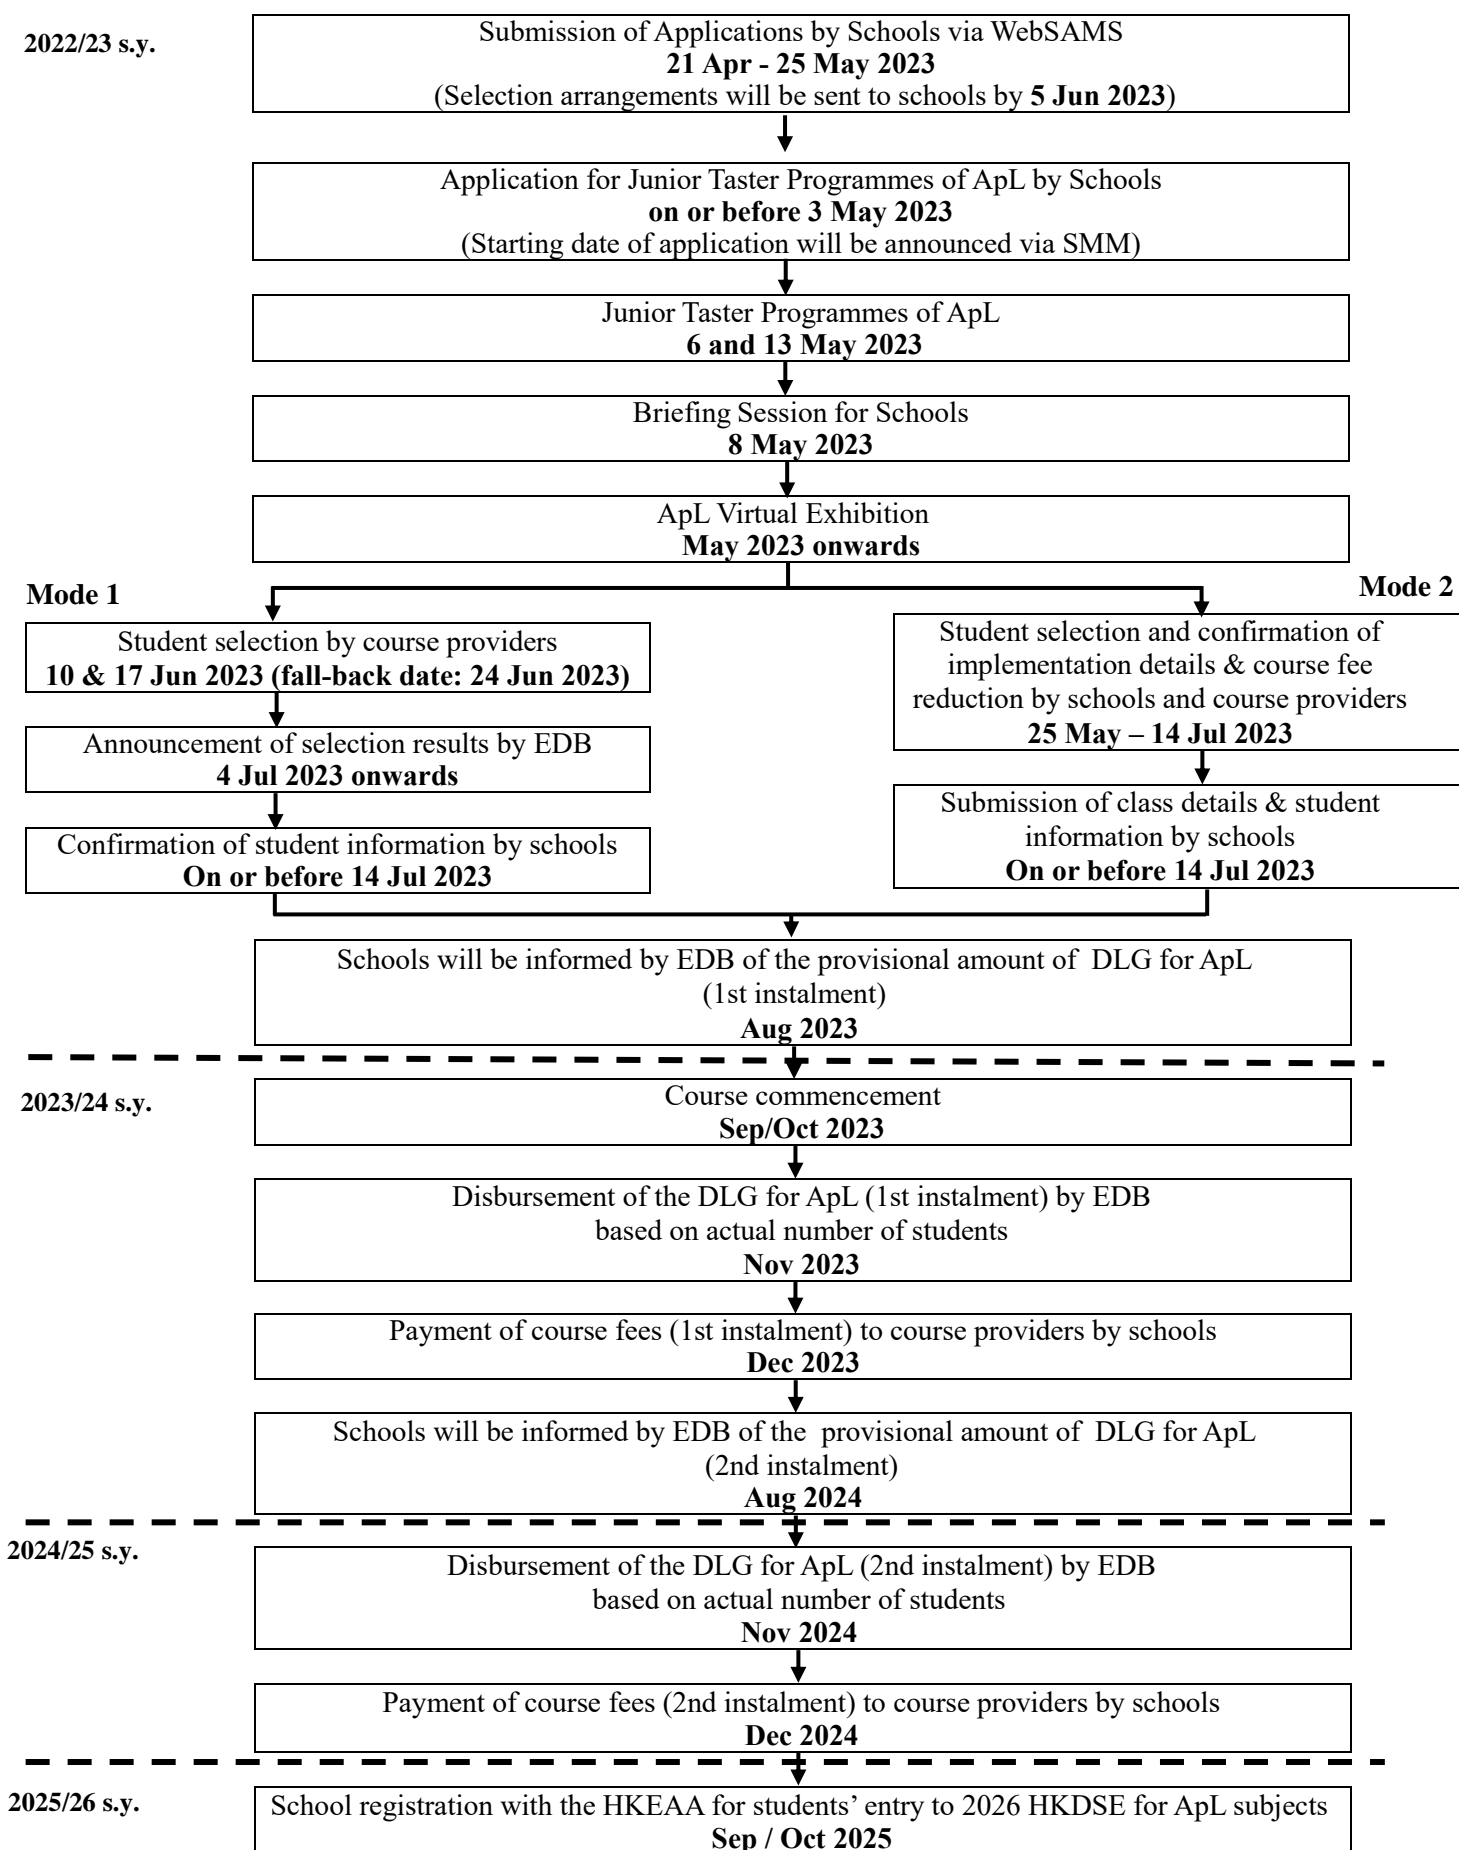 2022/23 s.y.
Submission of Applications by Schools via WebSAMS
21 Apr - 25 May 2023
(Selection arrangements will be sent to schools by 5 Jun 2023)
Application for Junior Taster Programmes of ApL by Schools
on or before 3 May 2023
(Starting date of application will be announced via SMM)
Junior Taster Programmes of ApL
6 and 13 May 2023
Briefing Session for Schools
8 May 2023
ApL Virtual Exhibition
May 2023 onwards
Mode 1
Student selection by course providers
10 & 17 Jun 2023 (fall-back date: 24 Jun 2023)
Announcement of selection results by EDB
4 Jul 2023 onwards
Confirmation of student information by schools
On or before 14 Jul 2023
Mode 2
Student selection and confirmation of
implementation details & course fee
reduction by schools and course providers
25 May – 14 Jul 2023
Submission of class details & student
information by schools
On or before 14 Jul 2023
Schools will be informed by EDB of the provisional amount of DLG for ApL
(1st instalment)
Aug 2023
2023/24 s.y.
Course commencement
Sep/Oct 2023
Disbursement of the DLG for ApL (1st instalment) by EDB
based on actual number of students
Nov 2023
Payment of course fees (1st instalment) to course providers by schools
Dec 2023
Schools will be informed by EDB of the provisional amount of DLG for ApL
(2nd instalment)
Aug 2024
2024/25 s.y.
Disbursement of the DLG for ApL (2nd instalment) by EDB
based on actual number of students
Nov 2024
Payment of course fees (2nd instalment) to course providers by schools
Dec 2024
2025/26 s.y.
School registration with the HKEAA for students’ entry to 2026 HKDSE for ApL subjects
Sep / Oct 2025